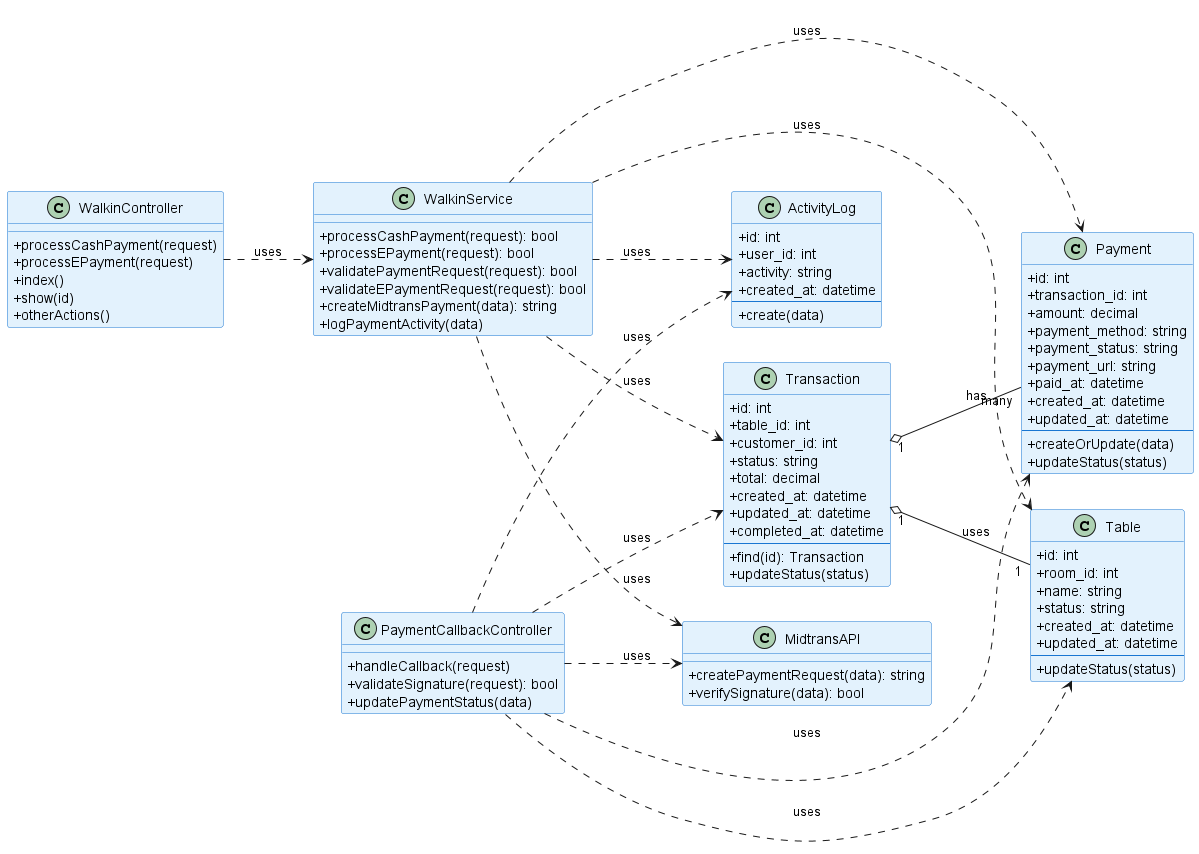 uses
uses
C WalkinController
+processCashPayment(request)
+processEPayment(request)
+index()
+show(id)
+otherActions()
uses
C WalkinService
+processCashPayment(request): bool
+processEPayment(request): bool
+validatePaymentRequest(request): bool
+validateEPaymentRequest(request): bool
+createMidtransPayment(data): string
+logPaymentActivity(data)
uses
uses
uses
C ActivityLog
+id: int
+user_id: int
+activity: string
+created_at: datetime
+create(data)
C Payment
+id: int
+transaction_id: int
+amount: decimal
+payment_method: string
+payment_status: string
+payment_url: string
+paid_at: datetime
+created_at: datetime
+updated_at: datetime
+createOrUpdate(data)
+updateStatus(status)
C Transaction
+id: int
+table_id: int
+customer_id: int
+status: string
+total: decimal
+created_at: datetime
+updated_at: datetime
+completed_at: datetime
+find(id): Transaction
+updateStatus(status)
has
many
1
1
uses
1
C Table
+id: int
+room_id: int
+name: string
+status: string
+created_at: datetime
+updated_at: datetime
+updateStatus(status)
uses
uses
C PaymentCallbackController
+handleCallback(request)
+validateSignature(request): bool
+updatePaymentStatus(data)
uses
C MidtransAPI
+createPaymentRequest(data): string
+verifySignature(data): bool
uses
uses